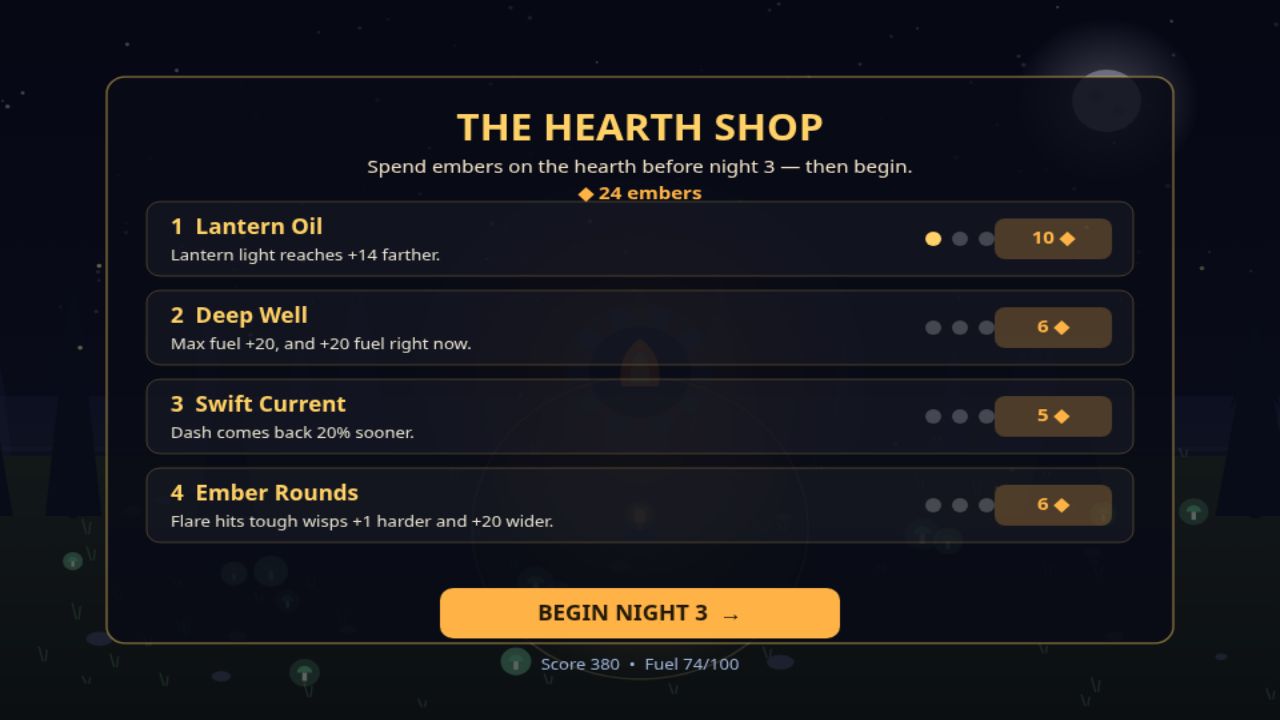 THE HEARTH SHOP
Spend embers on the hearth before night 3 — then begin.
◆ 24 embers
1 Lantern Oil
Lantern light reaches +14 farther.
10 ◆
2 Deep Well
Max fuel +20, and +20 fuel right now.
6 ◆
3 Swift Current
Dash comes back 20% sooner.
5 ◆
4 Ember Rounds
Flare hits tough wisps +1 harder and +20 wider.
6 ◆
BEGIN NIGHT 3 →
Score 380 • Fuel 74/100